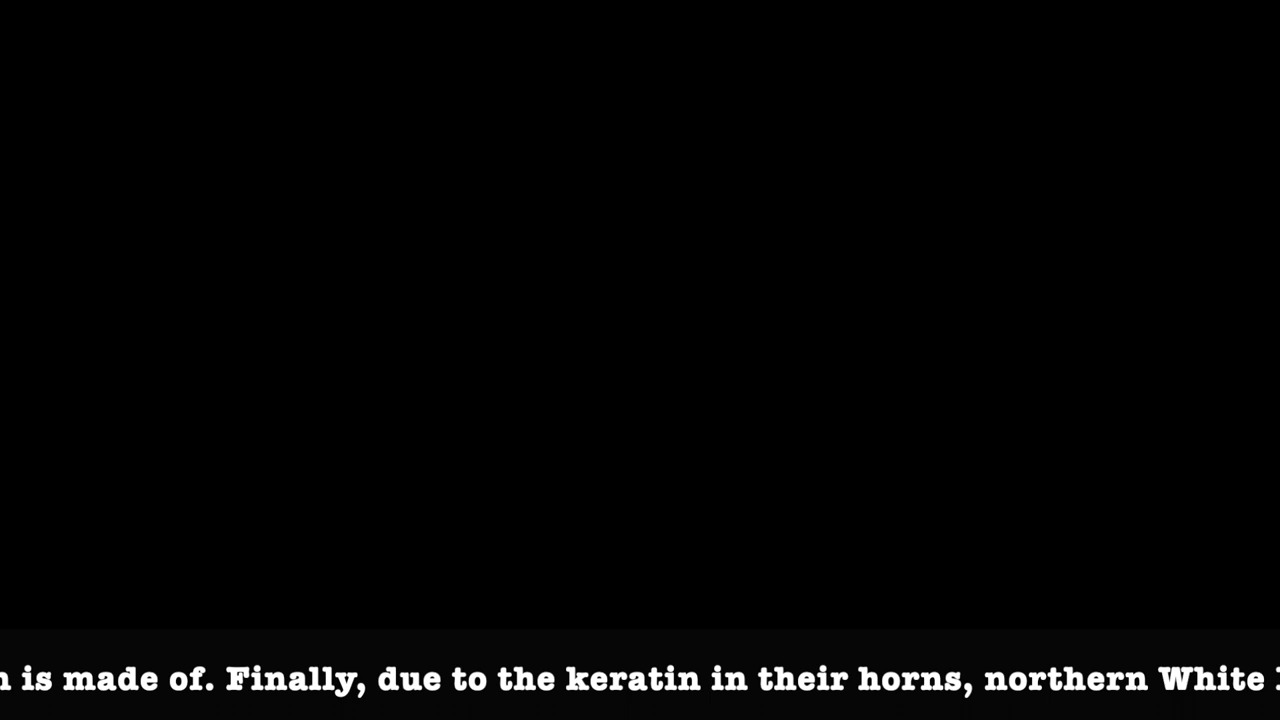 is made of. Finally, due to the keratin in their horns, northern White